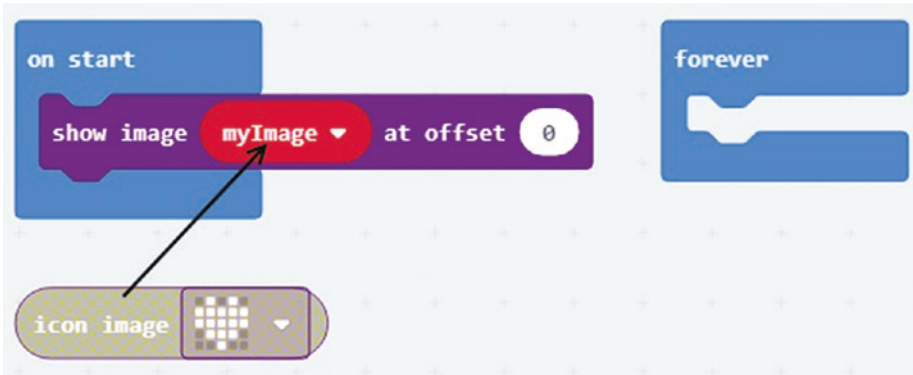 on start
forever
show image myImage at offset 0
icon image